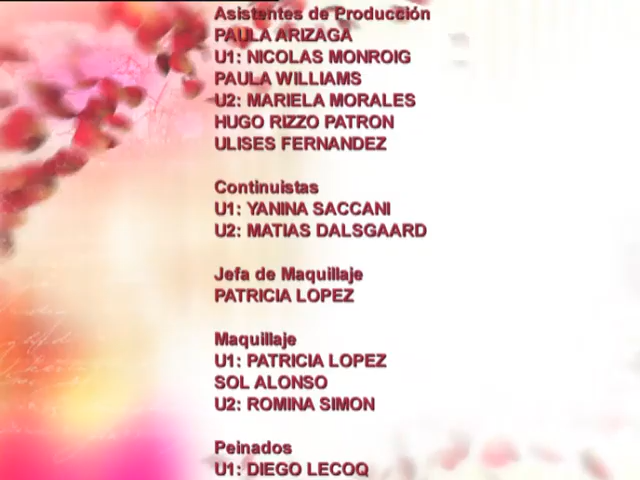 Asistentes de Producción
PAULA ARIZAGA
U1: NICOLAS MONROIG
PAULA WILLIAMS
U2: MARIELA MORALES
HUGO RIZZO PATRON
ULISES FERNANDEZ
Continuistas
U1: YANINA SACCANI
U2: MATIAS DALSGAARD
Jefa de Maquillaje
PATRICIA LOPEZ
Maquillaje
U1: PATRICIA LOPEZ
SOL ALONSO
U2: ROMINA SIMON
Peinados
U1: DIEGO LECOQ